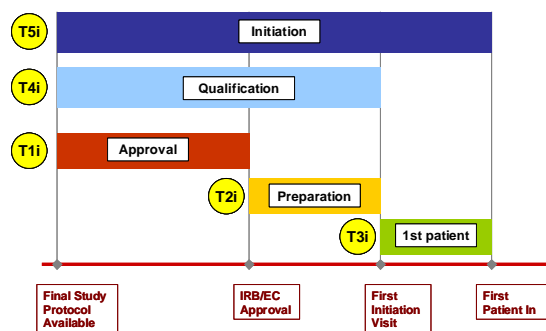 T5i
Initiation
T4i
Qualification
T1i
Approval
T2i
Preparation
T3i
1st patient
Final Study
Protocol
Available
IRB/EC
Approval
First
Initiation
Visit
First
Patient In